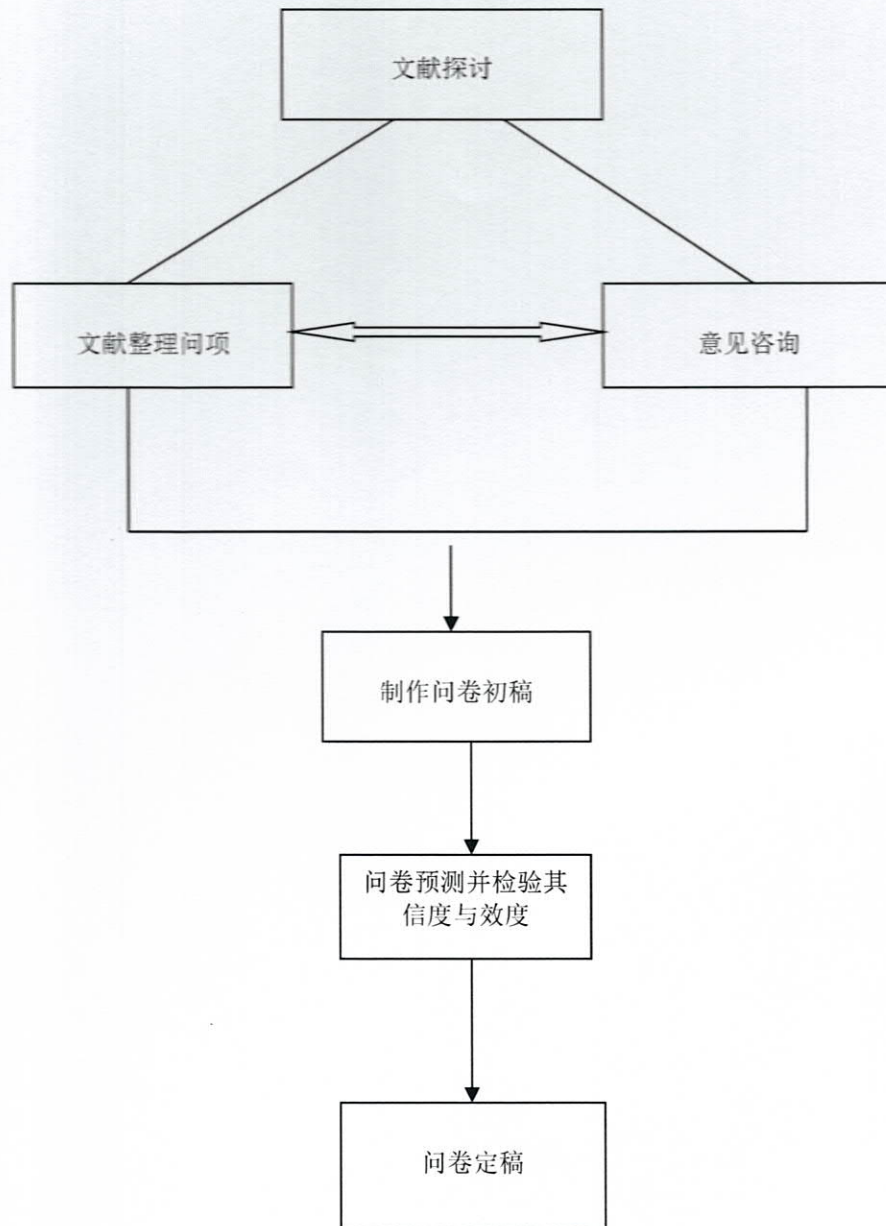 文献探讨
文献整理问项
意见咨询
制作问卷初稿
问卷预测并检验其
信度与效度
问卷定稿